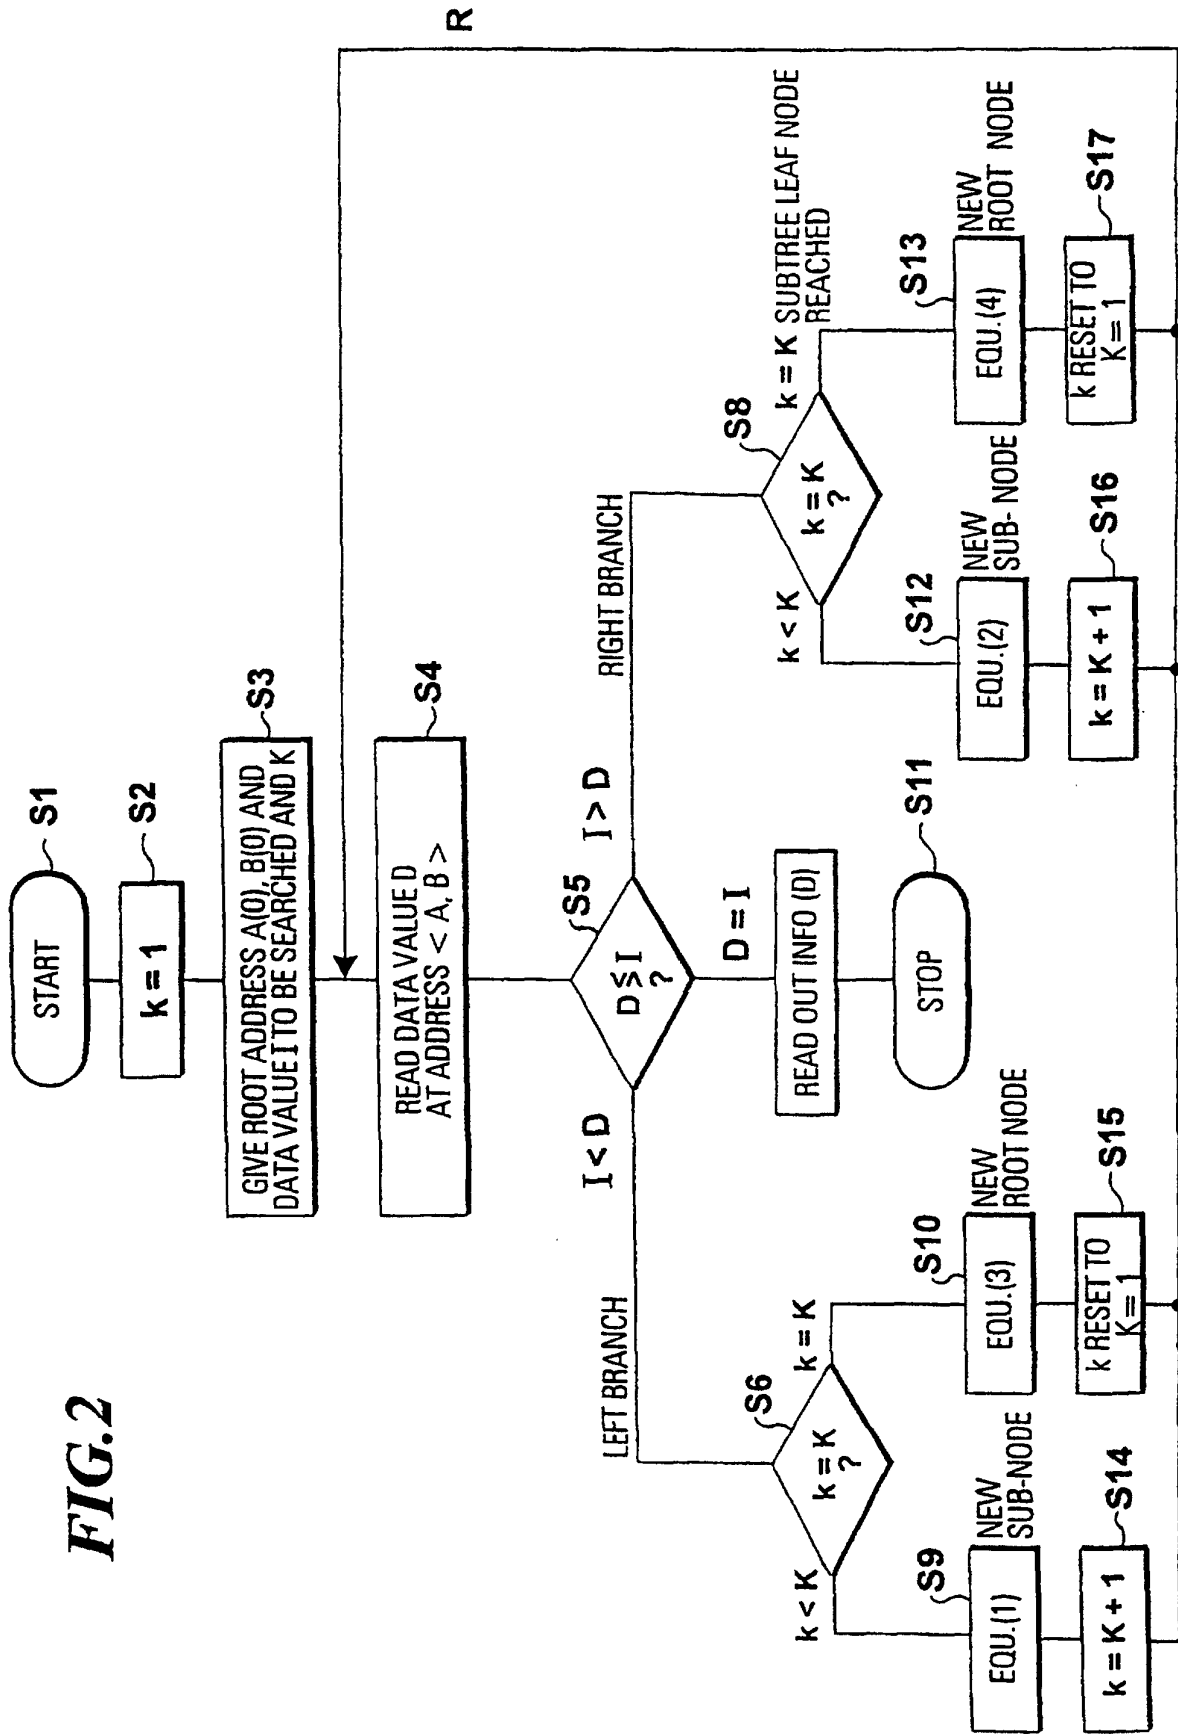 FIG.2
START
S1
k = 1
S2
GIVE ROOT ADDRESS A(0), B(0) AND
DATA VALUE I TO BE SEARCHED AND K
S3
R
READ DATA VALUE D
AT ADDRESS < A, B >
S4
D ≦ I
?
S5
I < D
I > D
D = I
LEFT BRANCH
RIGHT BRANCH
READ OUT INFO (D)
STOP
S11
k = K
?
S6
k < K
k = K
k = K
?
S8
k < K
k = K SUBTREE LEAF NODE
REACHED
EQU.(1)
S9
NEW
SUB-NODE
EQU.(3)
S10
NEW
ROOT NODE
EQU.(2)
S12
NEW
SUB- NODE
EQU.(4)
S13
NEW
ROOT NODE
k = K + 1
S14
k RESET TO
K = 1
S15
k = K + 1
S16
k RESET TO
K = 1
S17